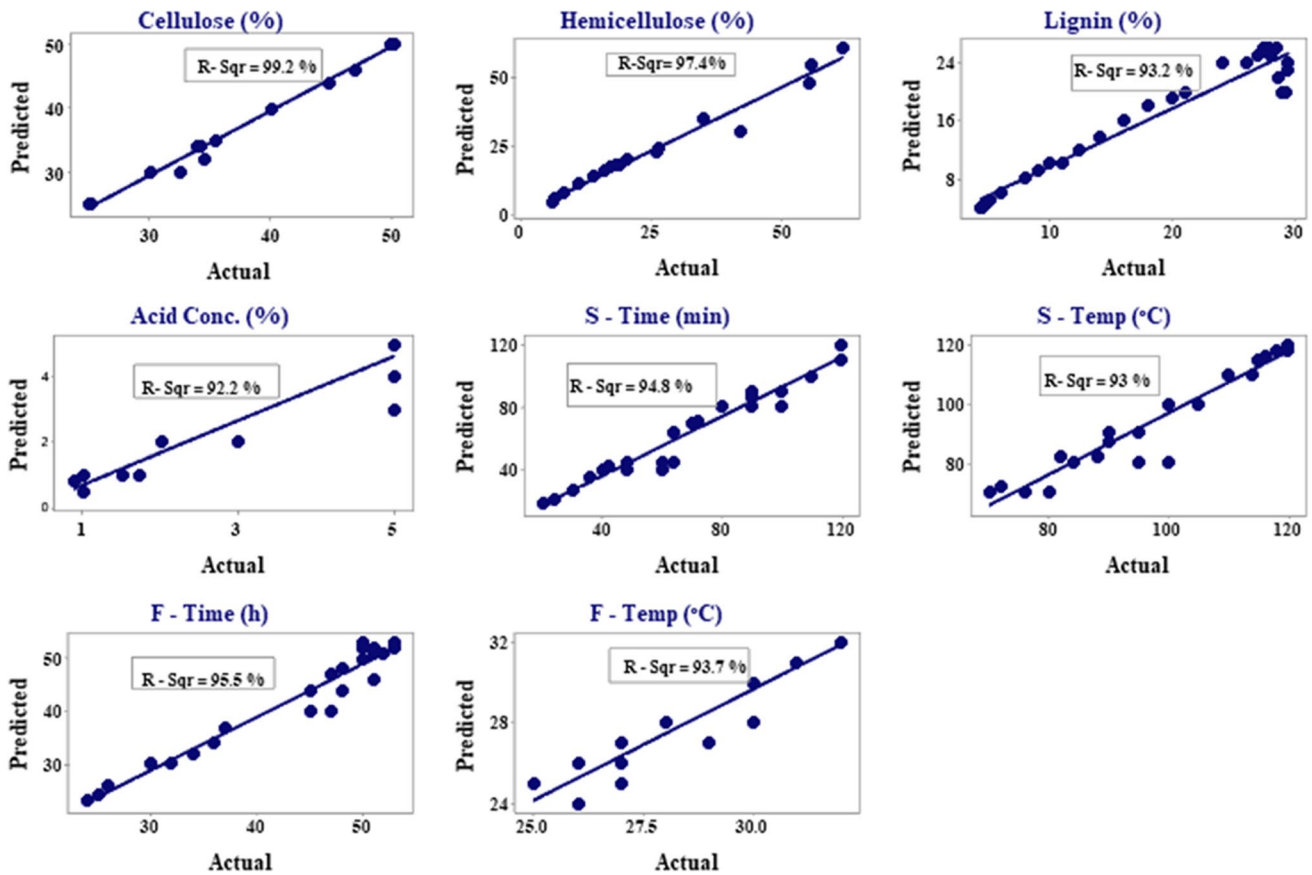 Cellulose (%)
Hemicellulose (%)
Lignin (%)
50
40
30
Predicted
R- Sqr = 99.2 %
30
40
50
Actual
50
25
0
Predicted
R-Sqr= 97.4%
0
25
50
Actual
24
16
8
Predicted
R- Sqr = 93.2 %
10
20
30
Actual
Acid Conc. (%)
S - Time (min)
S - Temp (°C)
4
2
0
Predicted
R- Sqr = 92.2 %
1
3
5
Actual
120
80
40
Predicted
R - Sqr = 94.8 %
40
80
120
Actual
120
100
80
Predicted
R- Sqr = 93 %
80
100
120
Actual
F - Time (h)
F - Temp (°C)
50
40
30
Predicted
R - Sqr = 95.5 %
30
40
50
Actual
32
28
24
Predicted
R - Sqr = 93.7 %
25.0
27.5
30.0
Actual